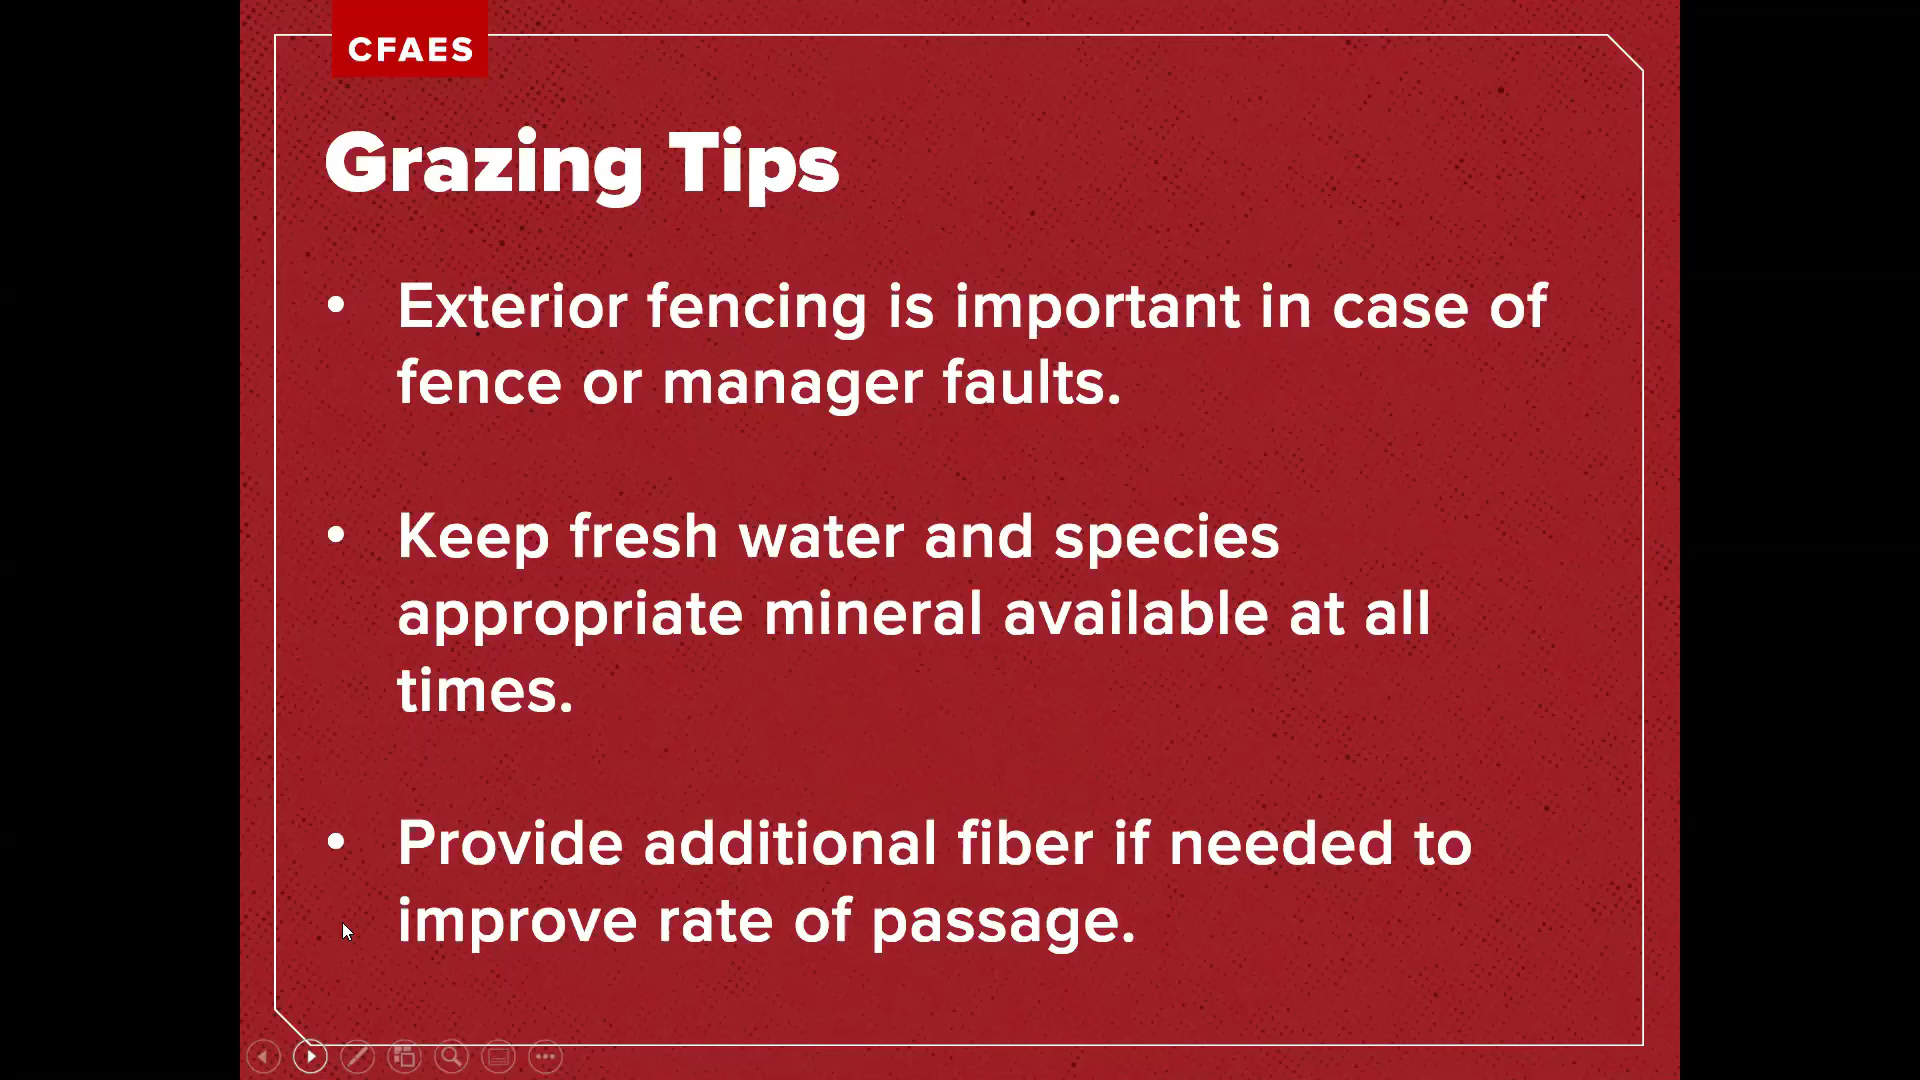 CFAES
Grazing Tips
• Exterior fencing is important in case of
fence or manager faults.
• Keep fresh water and species
appropriate mineral available at all
times.
• Provide additional fiber if needed to
improve rate of passage.